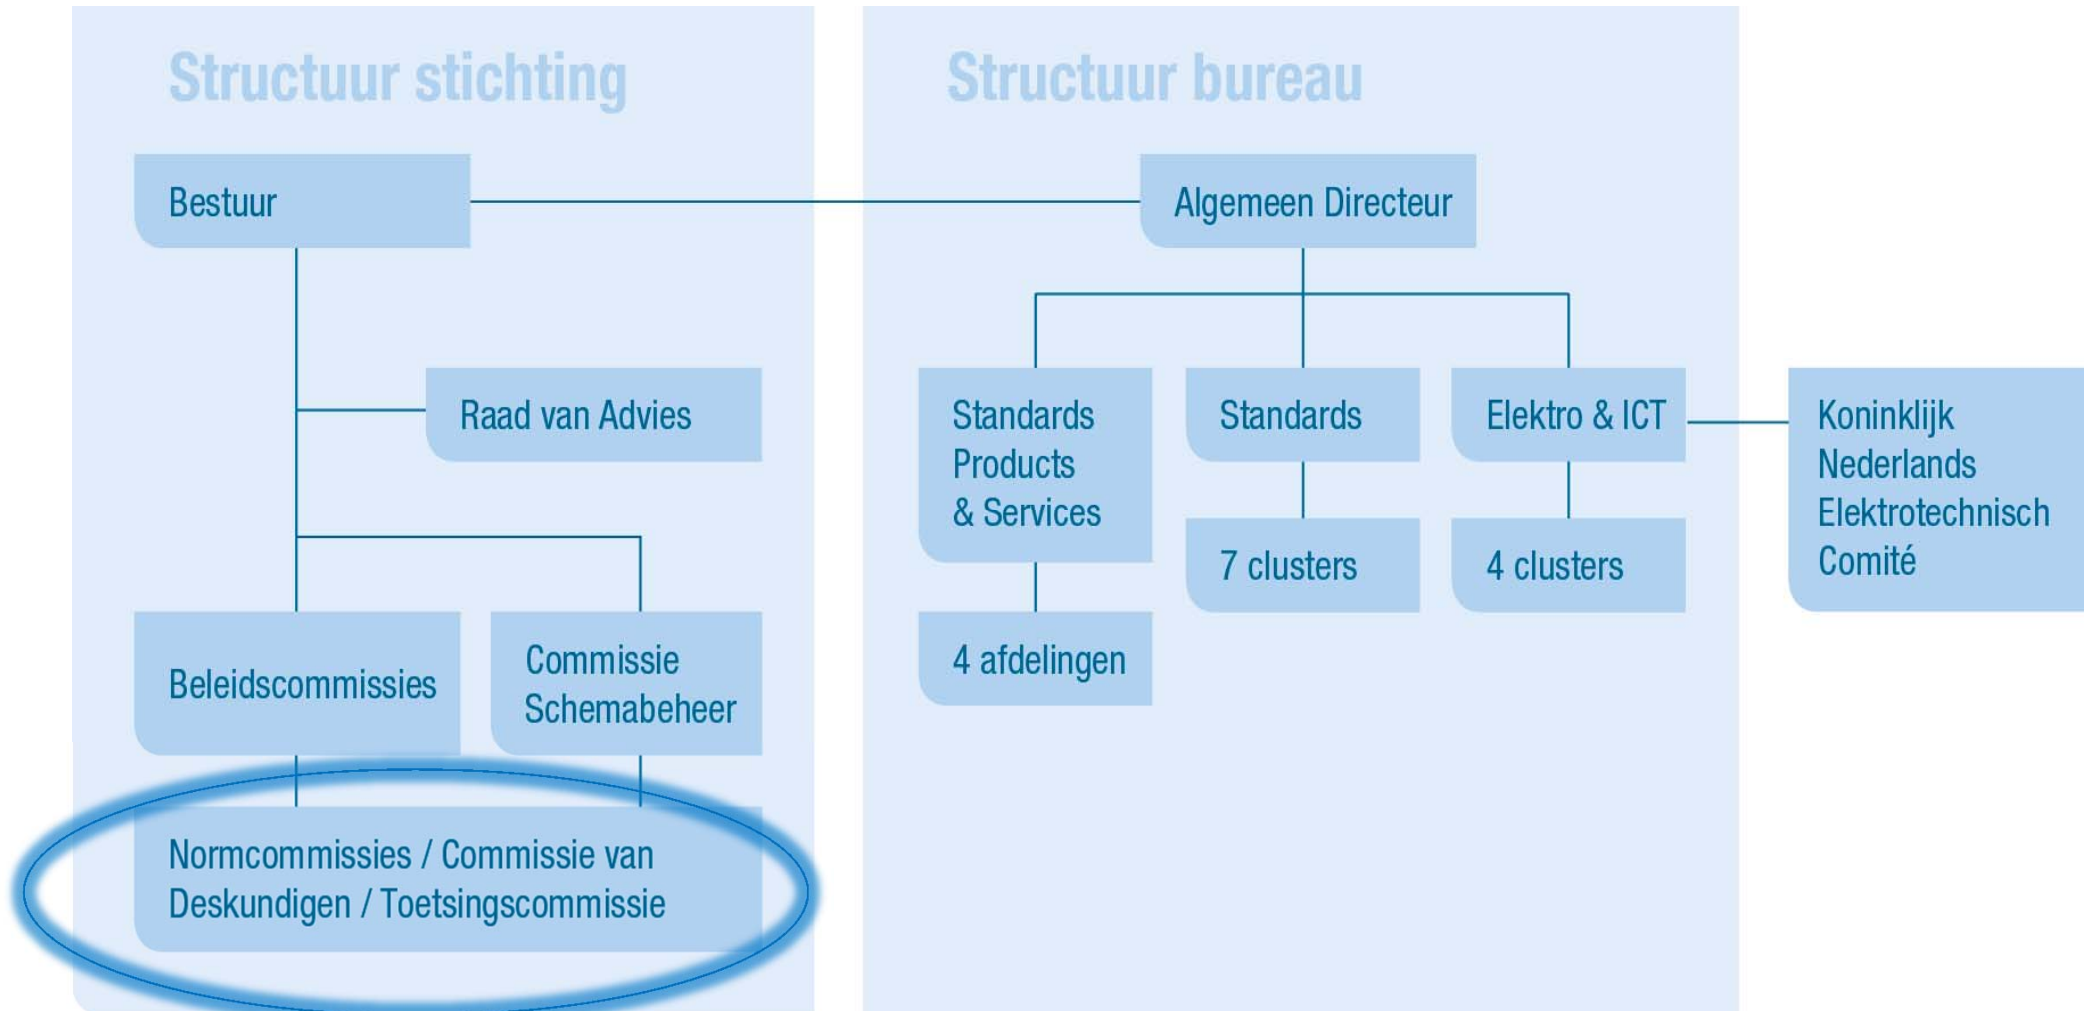 Structuur stichting
Structuur bureau
Bestuur
Algemeen Directeur
Raad van Advies
Standards
Products
& Services
Standards
Elektro & ICT
Koninklijk
Nederlands
Elektrotechnisch
Comité
7 clusters
4 clusters
Beleidscommissies
Commissie
Schemabeheer
4 afdelingen
Normcommissies / Commissie van
Deskundigen / Toetsingscommissie